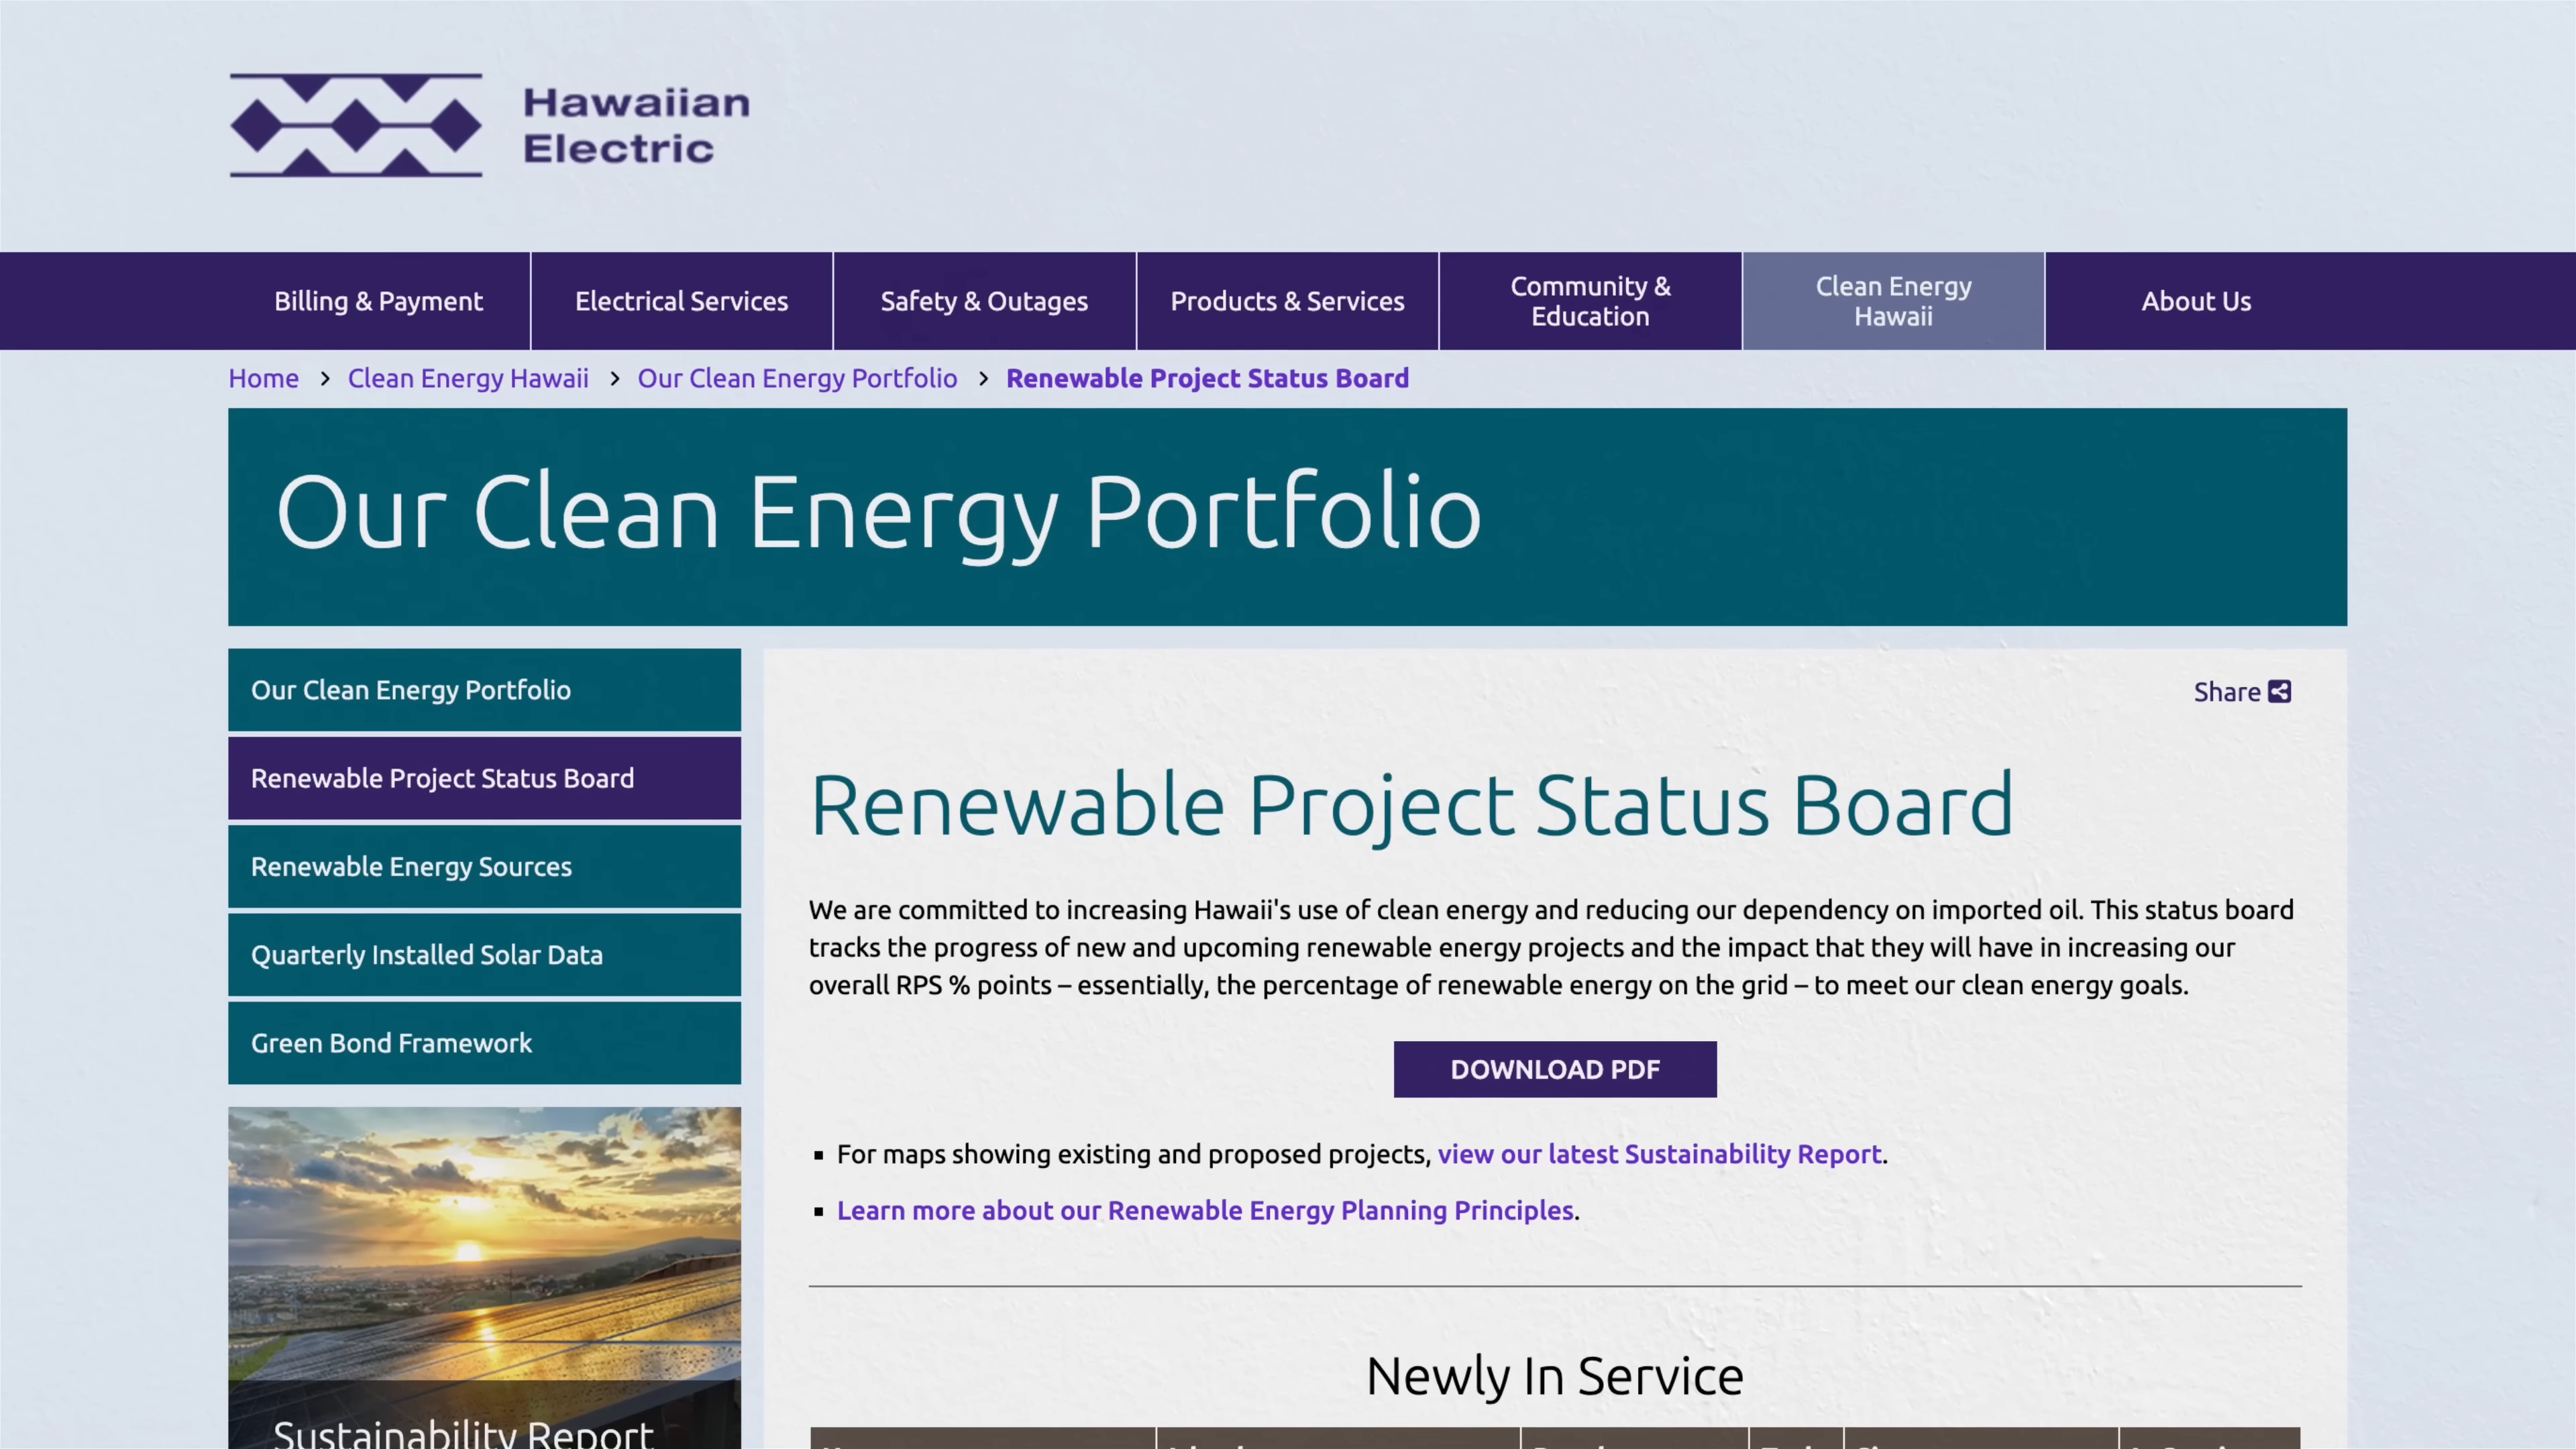 Hawaiian
Electric
Billing & Payment
Electrical Services
Safety & Outages
Products & Services
Community &
Education
Clean Energy
Hawaii
About Us
Home > Clean Energy Hawaii > Our Clean Energy Portfolio > Renewable Project Status Board
Our Clean Energy Portfolio
Our Clean Energy Portfolio
Renewable Project Status Board
Renewable Energy Sources
Quarterly Installed Solar Data
Green Bond Framework
Sustainability Report
Share
Renewable Project Status Board
We are committed to increasing Hawaii's use of clean energy and reducing our dependency on imported oil. This status board
tracks the progress of new and upcoming renewable energy projects and the impact that they will have in increasing our
overall RPS % points – essentially, the percentage of renewable energy on the grid – to meet our clean energy goals.
DOWNLOAD PDF
▪ For maps showing existing and proposed projects, view our latest Sustainability Report.
▪ Learn more about our Renewable Energy Planning Principles.
Newly In Service